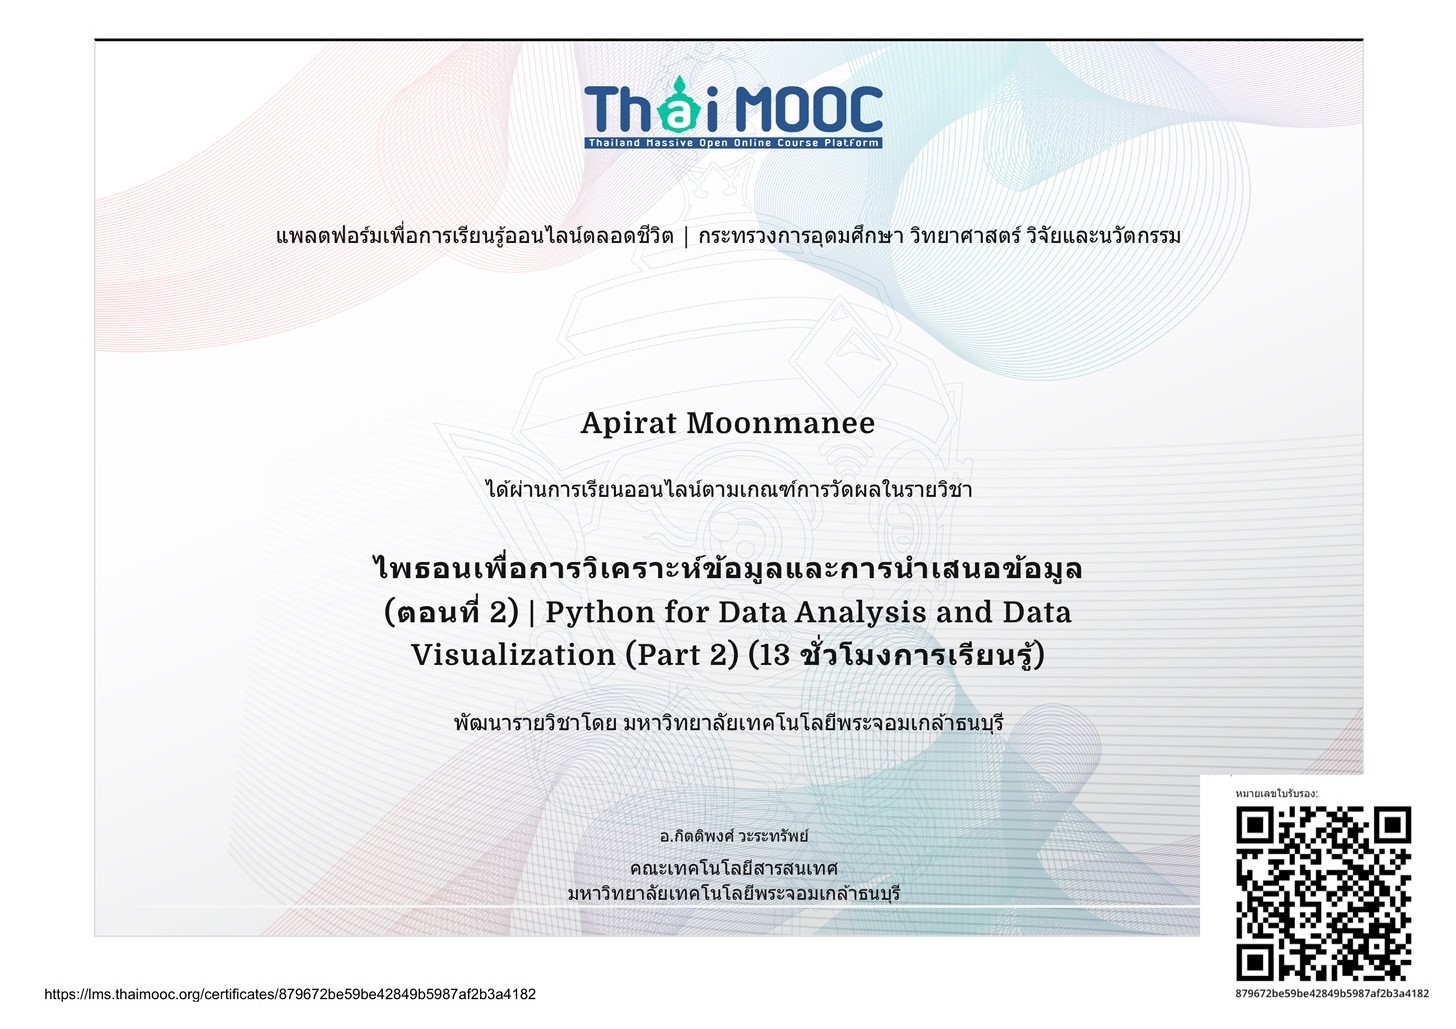 Thai MOOC
Thailand Massive Open Online Course Platform
แพลตฟอร์มเพื่อการเรียนรู้ออนไลน์ตลอดชีวิต | กระทรวงการอุดมศึกษา วิทยาศาสตร์ วิจัยและนวัตกรรม
Apirat Moonmanee
ได้ผ่านการเรียนออนไลน์ตามเกณฑ์การวัดผลในรายวิชา
ไพธอนเพื่อการวิเคราะห์ข้อมูลและการนำเสนอข้อมูล
(ตอนที่ 2) | Python for Data Analysis and Data
Visualization (Part 2) (13 ชั่วโมงการเรียนรู้)
พัฒนารายวิชาโดย มหาวิทยาลัยเทคโนโลยีพระจอมเกล้าธนบุรี
อ.กิตติพงศ์ วะระทรัพย์
คณะเทคโนโลยีสารสนเทศ
มหาวิทยาลัยเทคโนโลยีพระจอมเกล้าธนบุรี
หมายเลขใบรับรอง:
879672be59be42849b5987af2b3a4182
https://lms.thaimooc.org/certificates/879672be59be42849b5987af2b3a4182